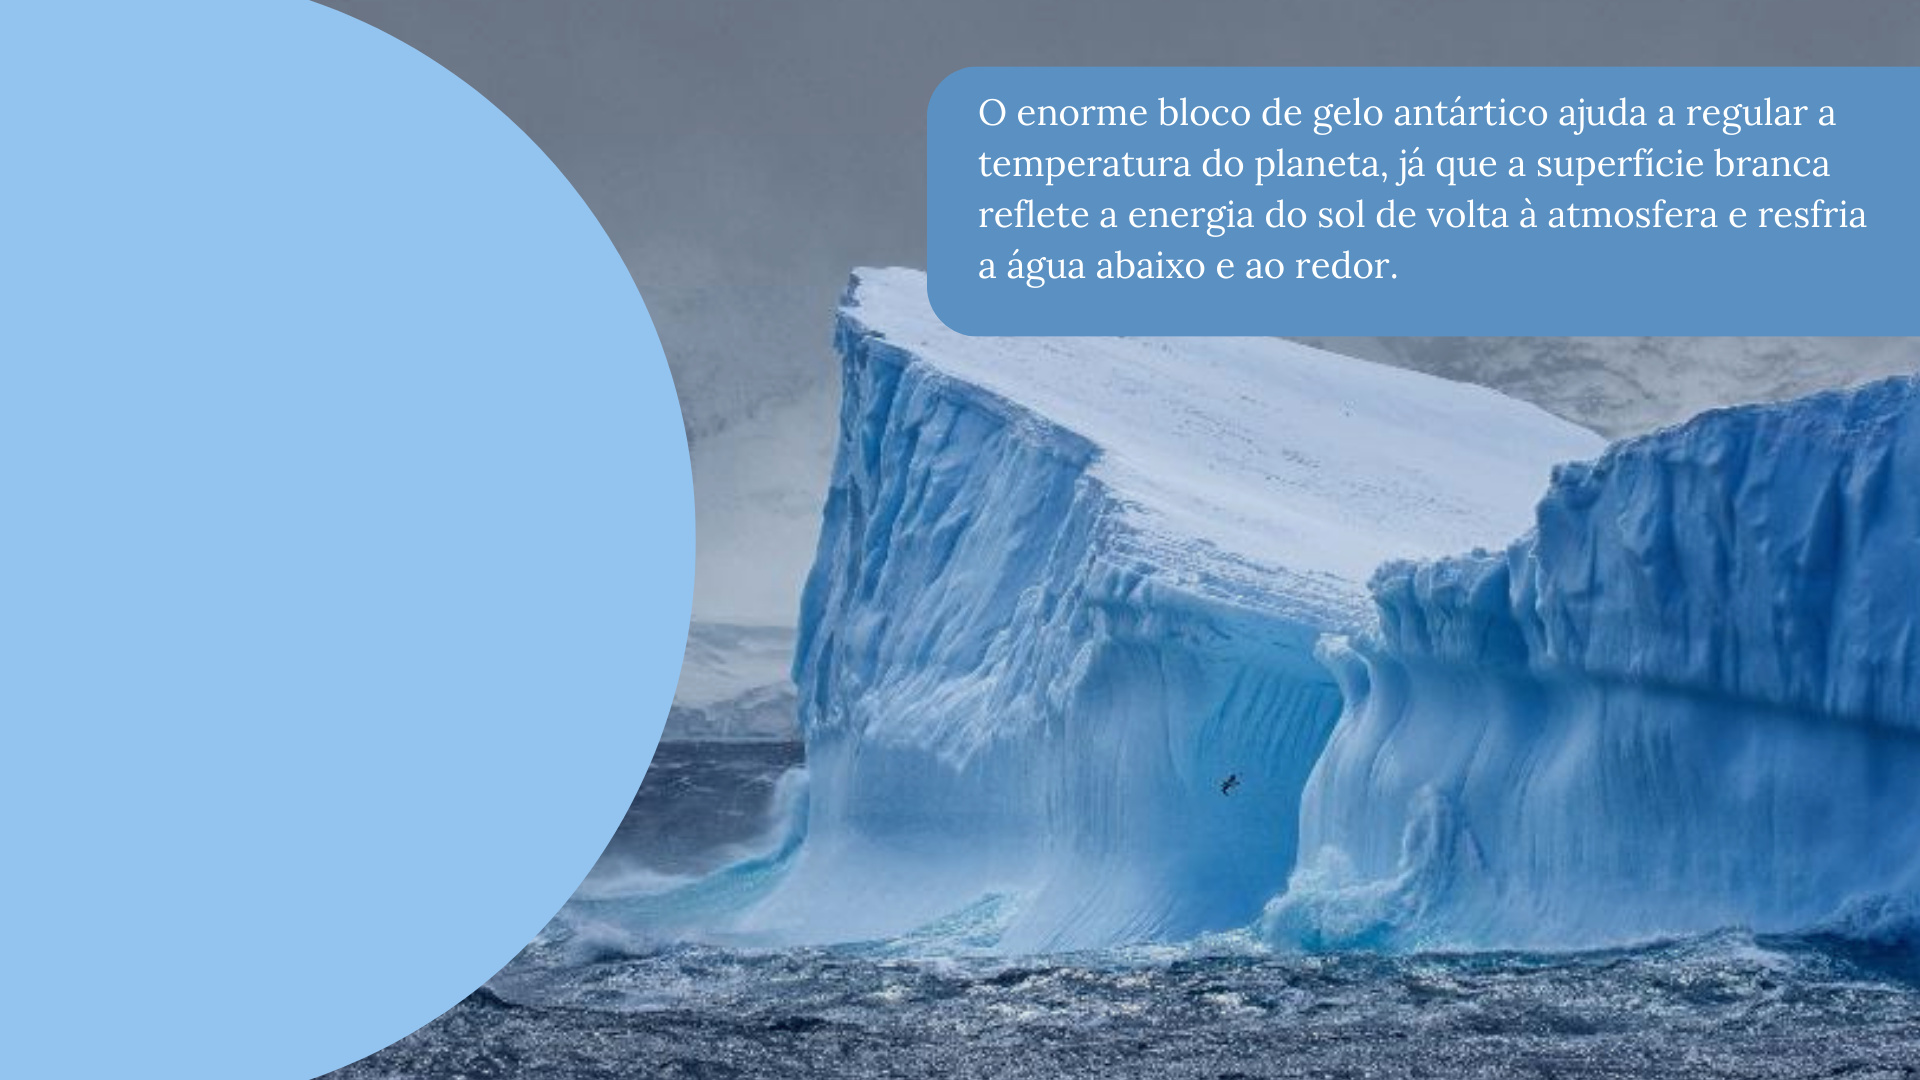 O enorme bloco de gelo antártico ajuda a regular a
temperatura do planeta, já que a superfície branca
reflete a energia do sol de volta à atmosfera e resfria
a água abaixo e ao redor.